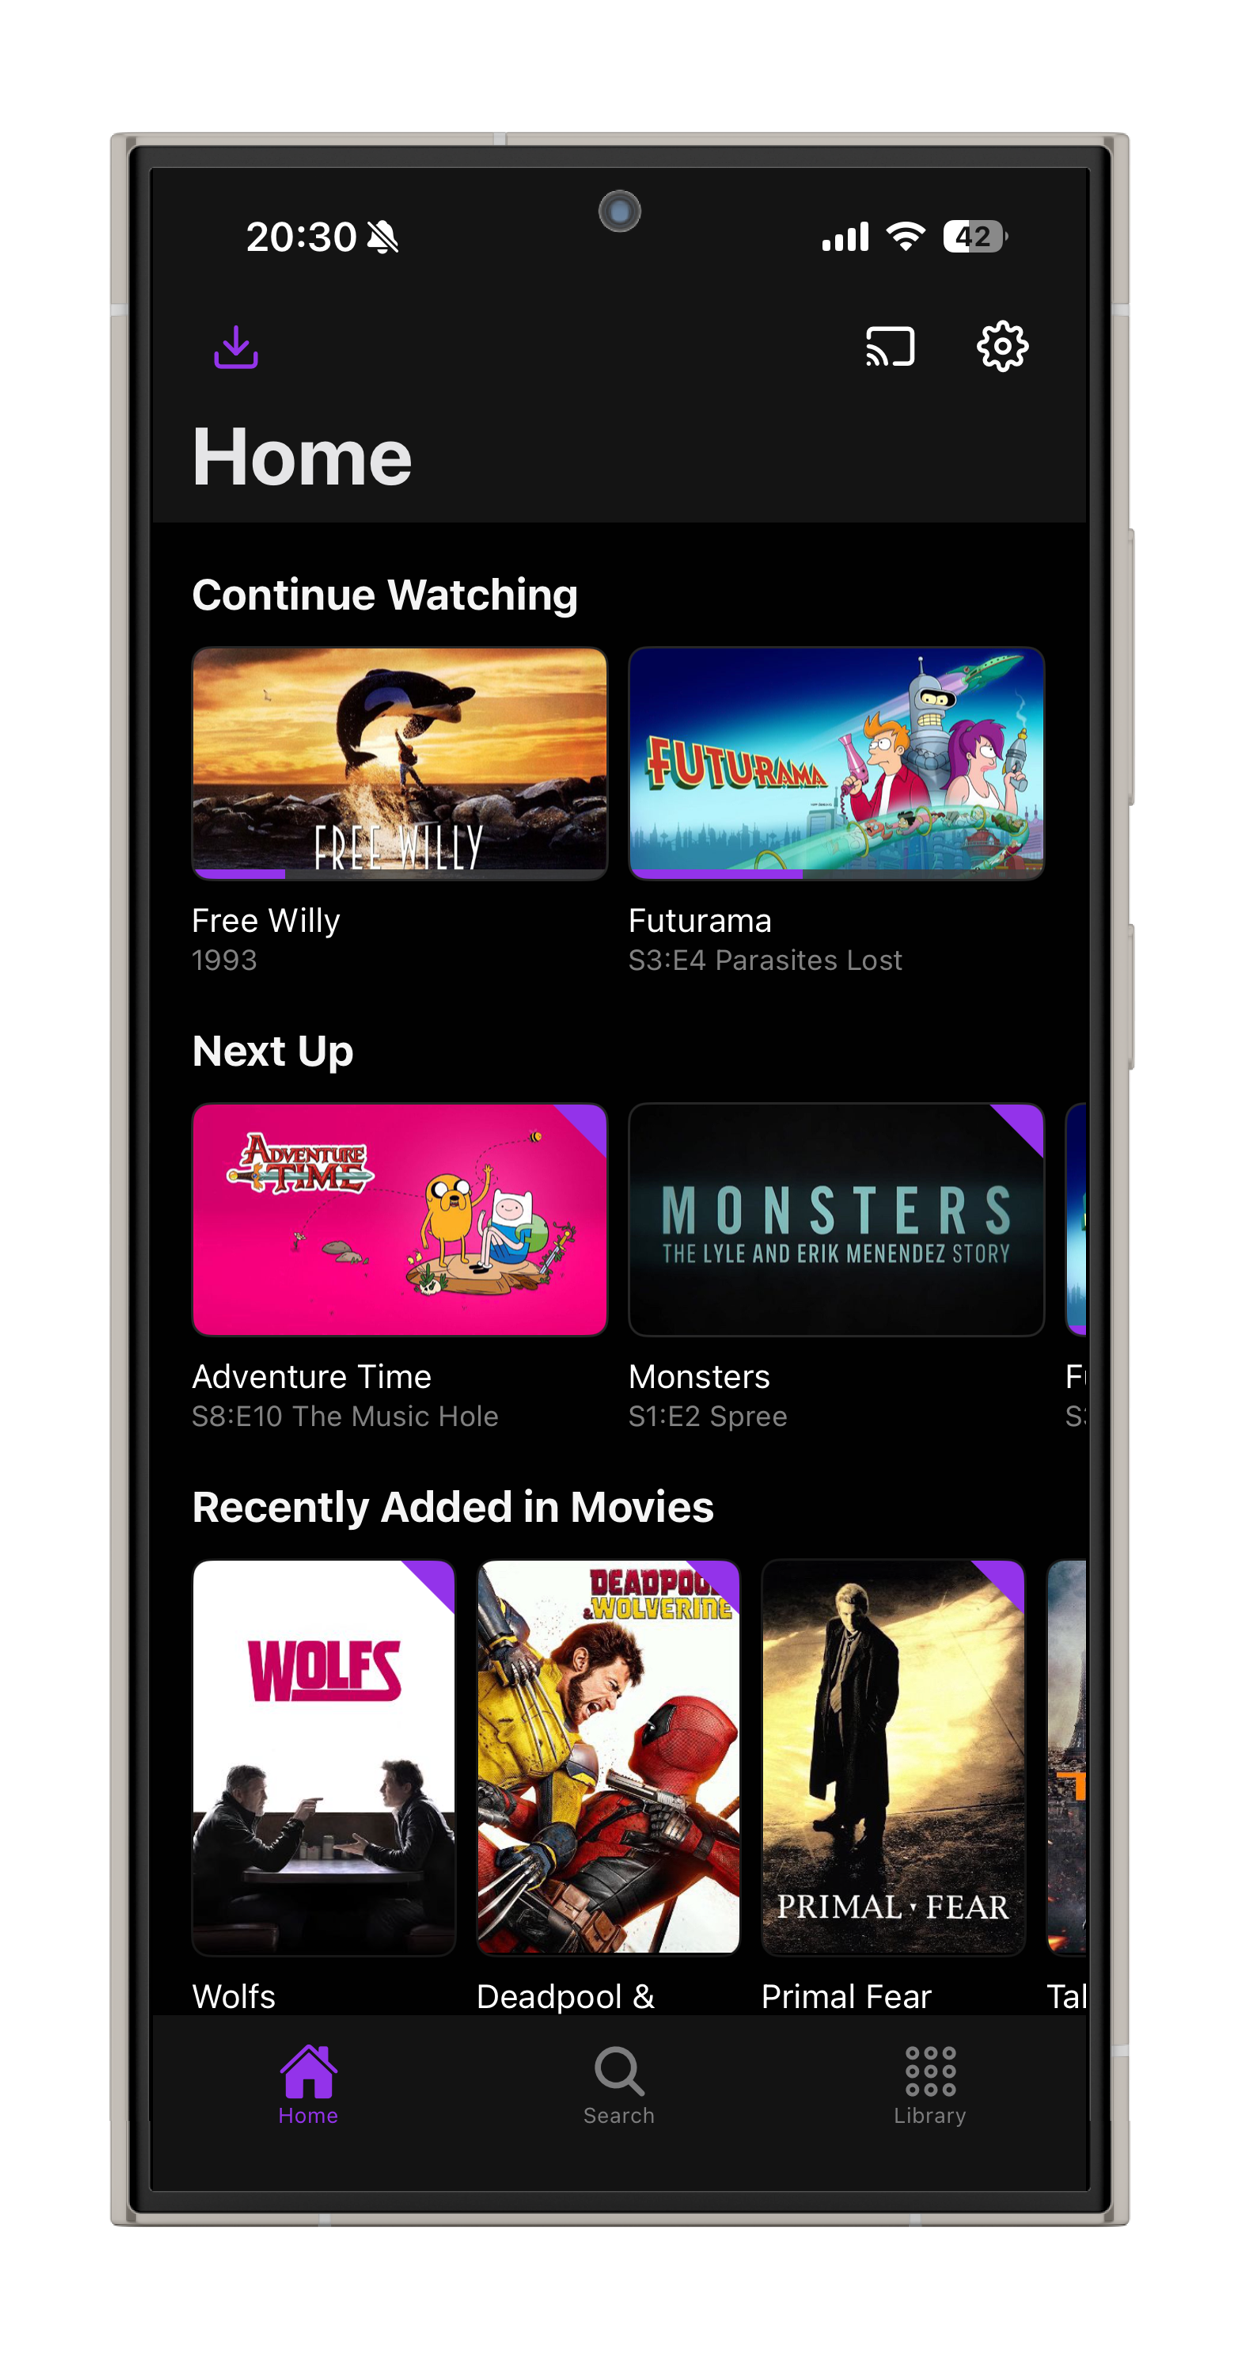 20:30
42
Home
Continue Watching
FREE WILLY
FUTURAMA
Free Willy
Futurama
1993
S3:E4 Parasites Lost
Next Up
ADVENTURE
TIME
MONSTERS
THE LYLE AND ERIK MENENDEZ STORY
Adventure Time
Monsters
S8:E10 The Music Hole
S1:E2 Spree
Recently Added in Movies
WOLFS
DEADPOOL
& WOLVERINE
PRIMAL FEAR
Wolfs
Deadpool &
Primal Fear
Home
Search
Library